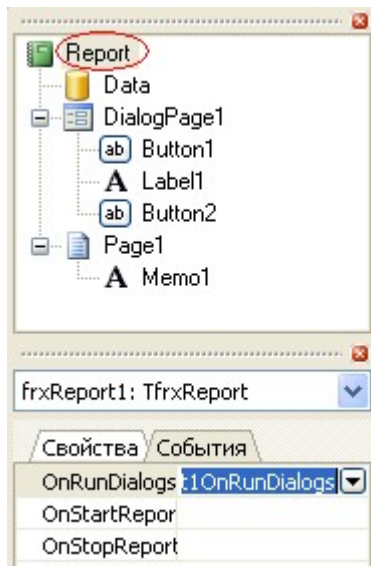 Report
Data
DialogPage1
ab Button1
A Label1
ab Button2
Page1
A Memo1
frxReport1: TfrxReport
Свойства События
OnRunDialogs t1OnRunDialogs
OnStartRepor
OnStopReport